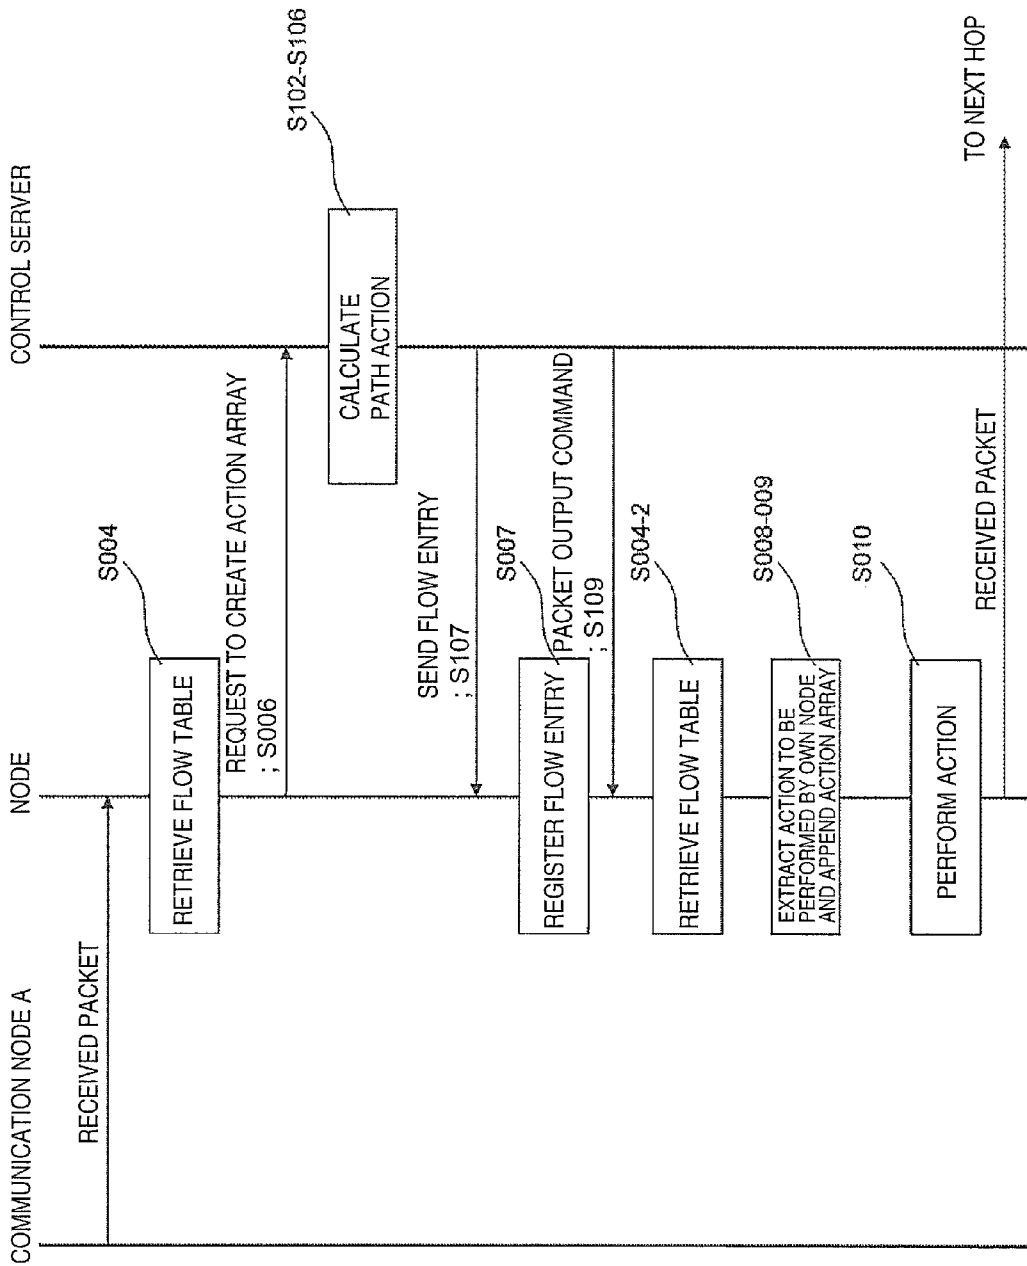 COMMUNICATION NODE A
NODE
CONTROL SERVER
RECEIVED PACKET
RETRIEVE FLOW TABLE
S004
REQUEST TO CREATE ACTION ARRAY
; S006
CALCULATE
PATH ACTION
S102-S106
SEND FLOW ENTRY
; S107
REGISTER FLOW ENTRY
S007
PACKET OUTPUT COMMAND
; S109
RETRIEVE FLOW TABLE
S004-2
EXTRACT ACTION TO BE
PERFORMED BY OWN NODE
AND APPEND ACTION ARRAY
S008-009
PERFORM ACTION
S010
RECEIVED PACKET
TO NEXT HOP